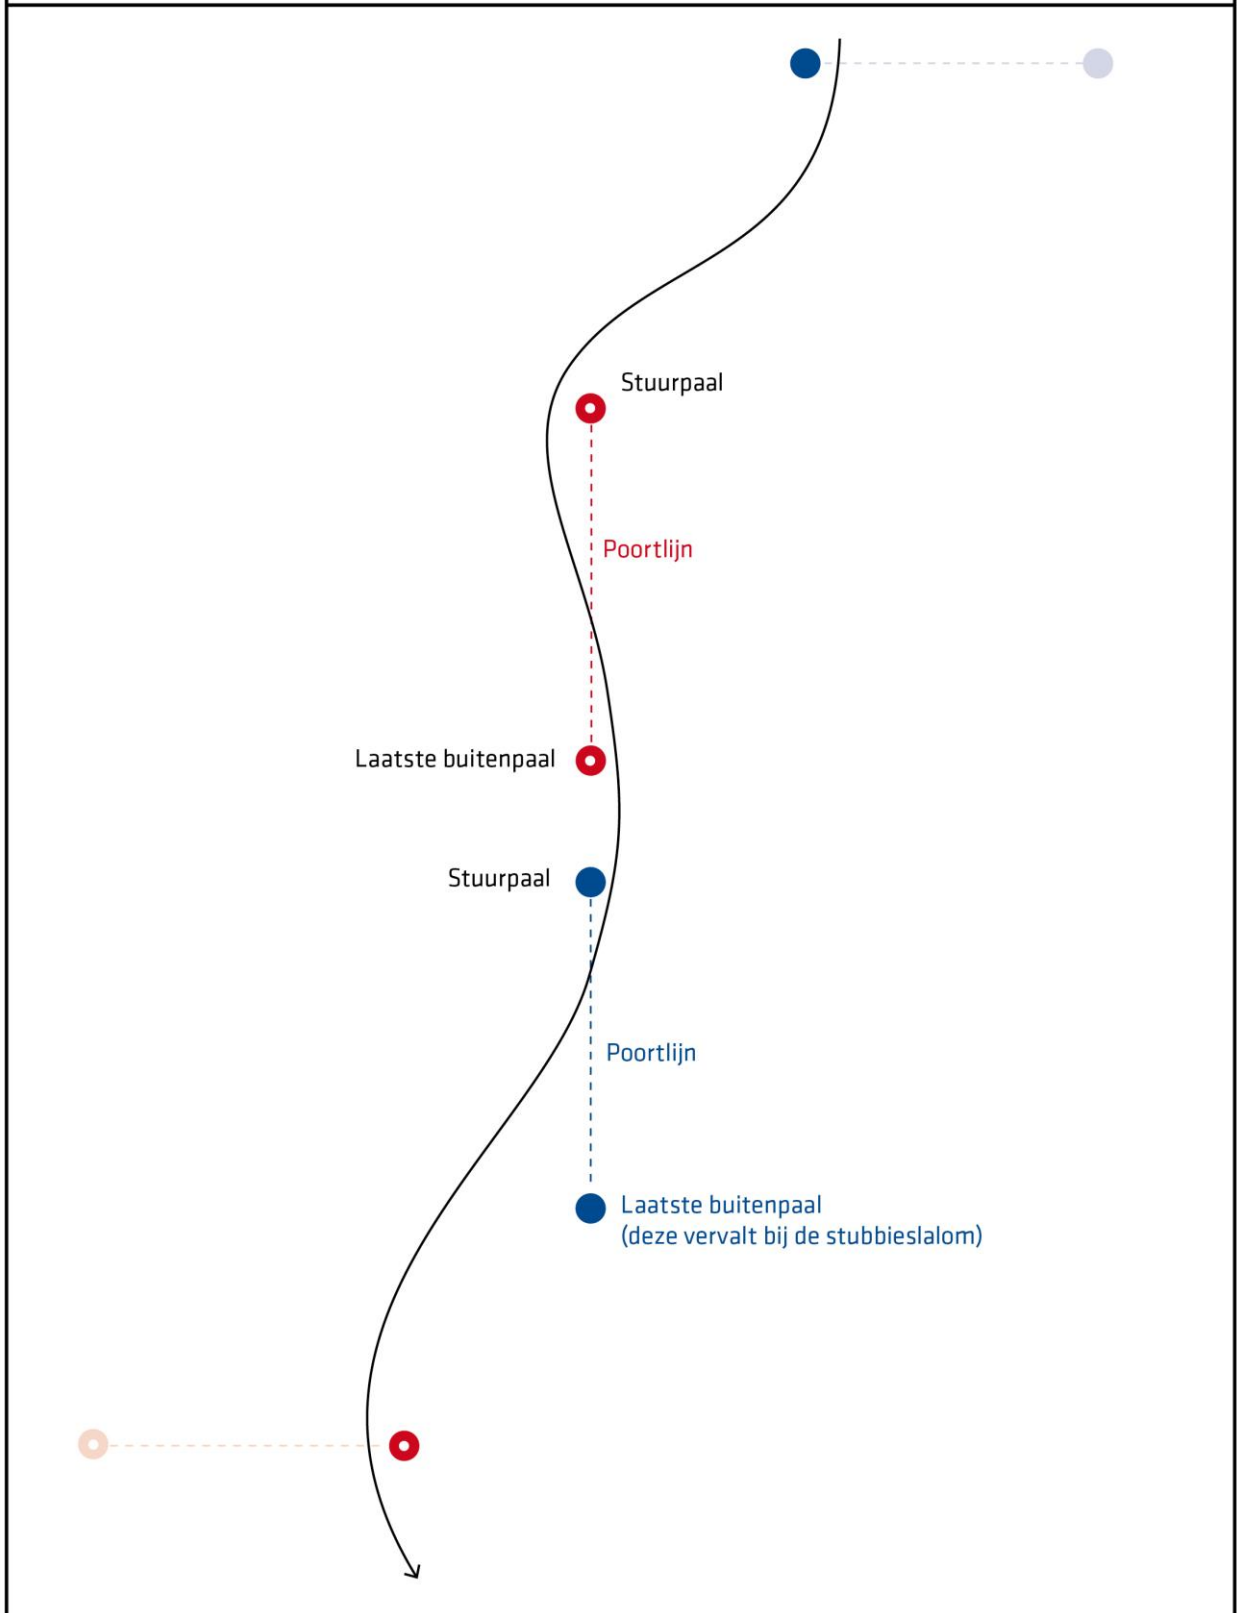 Stuurpaal
Poortlijn
Laatste buitenpaal
Stuurpaal
Poortlijn
Laatste buitenpaal
(deze vervalt bij de stubbieslalom)